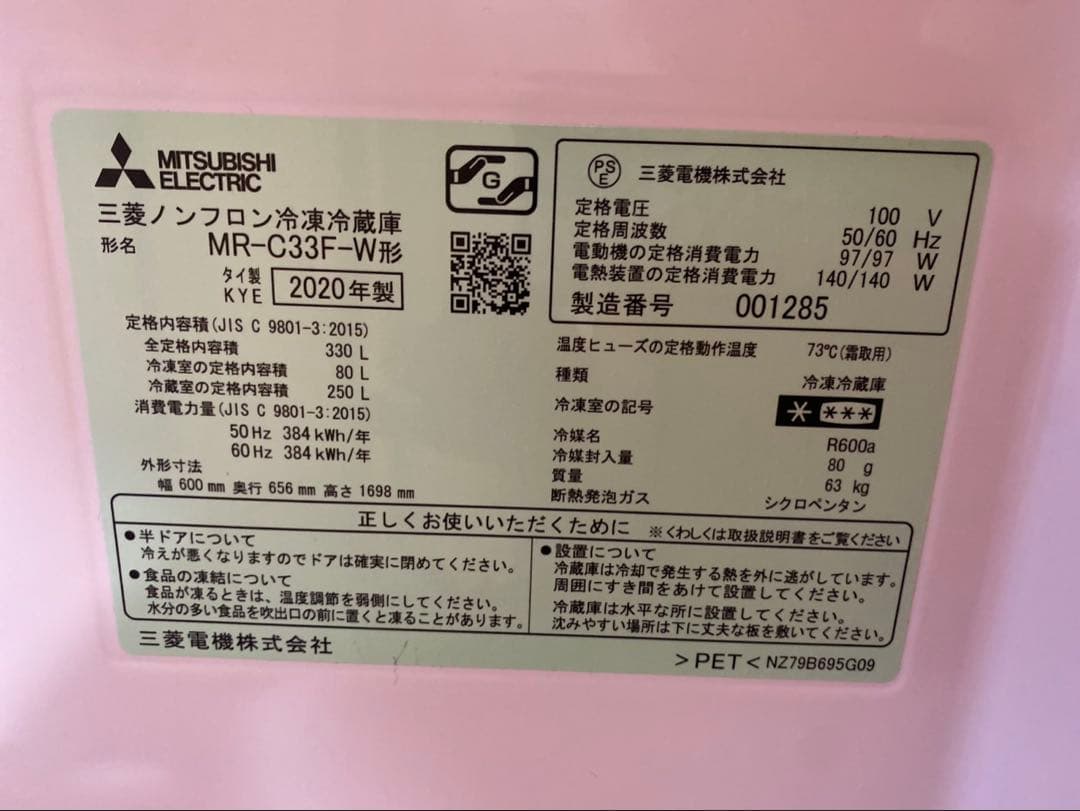 MITSUBISHI
ELECTRIC
G
三菱ノンフロン冷凍冷蔵庫
形名 MR-C33F-W形
タイ製
KYE 2020年製
定格内容積(JIS C 9801-3:2015)
全定格内容積 330 L
冷凍室の定格内容積 80 L
冷蔵室の定格内容積 250 L
消費電力量(JIS C 9801-3:2015)
50Hz 384kWh/年
60Hz 384kWh/年
外形寸法
幅 600mm 奥行 656mm 高さ 1698mm
PS
E
三菱電機株式会社
定格電圧 100 V
定格周波数 50/60 Hz
電動機の定格消費電力 97/97 W
電熱装置の定格消費電力 140/140 W
製造番号 001285
温度ヒューズの定格動作温度 73℃(霜取用)
種類 冷凍冷蔵庫
冷凍室の記号 * ***
冷媒名 R600a
冷媒封入量 80 g
質量 63 kg
断熱発泡ガス シクロペンタン
正しくお使いいただくために ※くわしくは取扱説明書をご覧ください
●半ドアについて
冷えが悪くなりますのでドアは確実に閉めてください。
●食品の凍結について
食品が凍るときは、温度調節を弱側にしてください。
水分の多い食品を吹出口の前に置くと凍ることがあります。
●設置について
冷蔵庫は冷却で発生する熱を外に逃がしています。
周囲にすき間をあけて設置してください。
冷蔵庫は水平な所に設置してください。
沈みやすい場所は下に丈夫な板を敷いてください。
三菱電機株式会社
>PET< NZ79B695G09